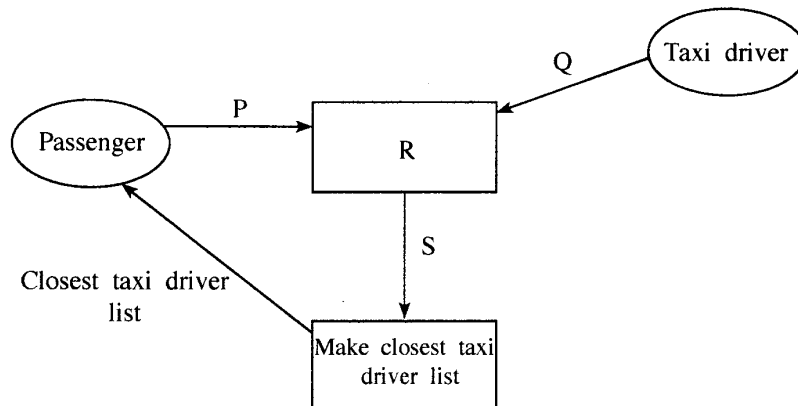 Taxi driver
Q
P
Passenger
R
S
Closest taxi driver
list
Make closest taxi
driver list